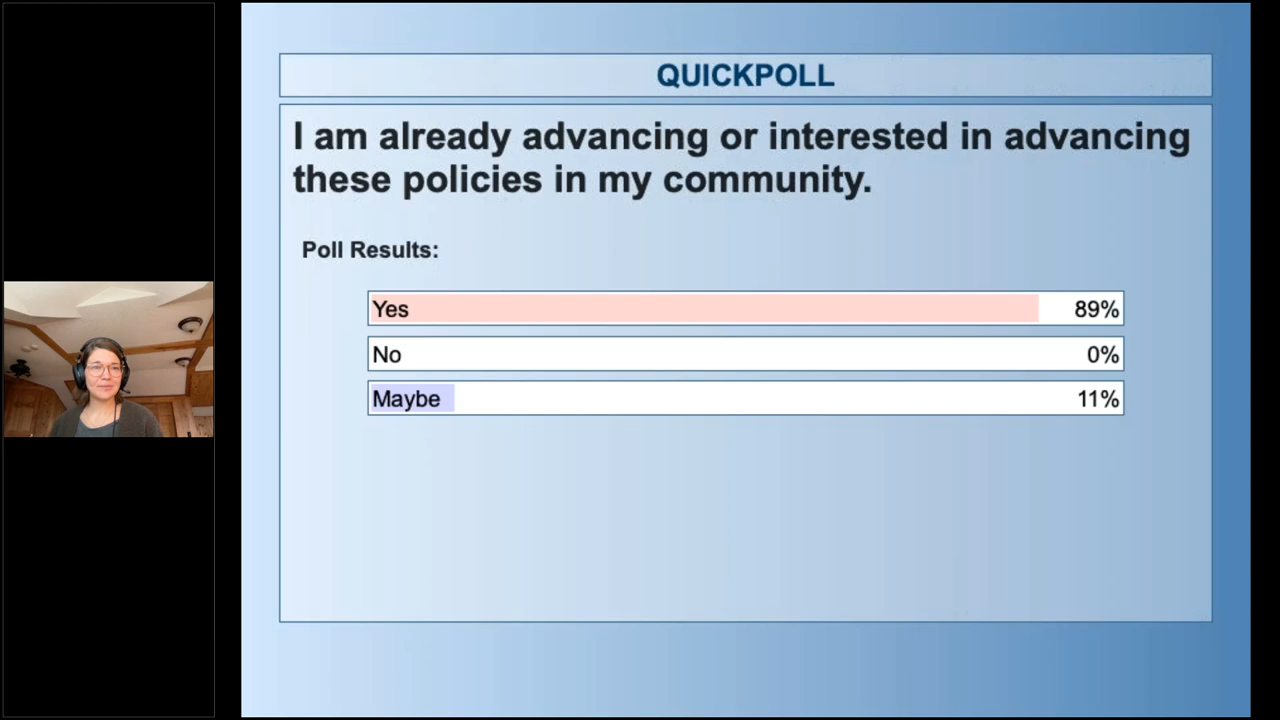 QUICKPOLL
I am already advancing or interested in advancing
these policies in my community.
Poll Results:
Yes 89%
No 0%
Maybe 11%